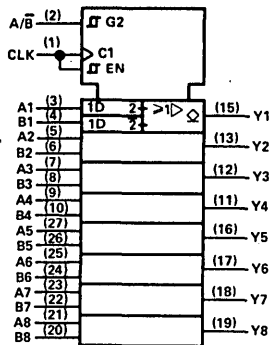 A/B̅ (2) G2
CLK (1) C1
EN
A1 (3) 1D 2 ≥1 (15) Y1
B1 (4) 1D 2̅
A2 (5) (13) Y2
B2 (6)
A3 (7) (12) Y3
B3 (8)
A4 (9) (11) Y4
B4 (10)
A5 (27) (16) Y5
B5 (26)
A6 (25) (17) Y6
B6 (24)
A7 (23) (18) Y7
B7 (22)
A8 (21) (19) Y8
B8 (20)